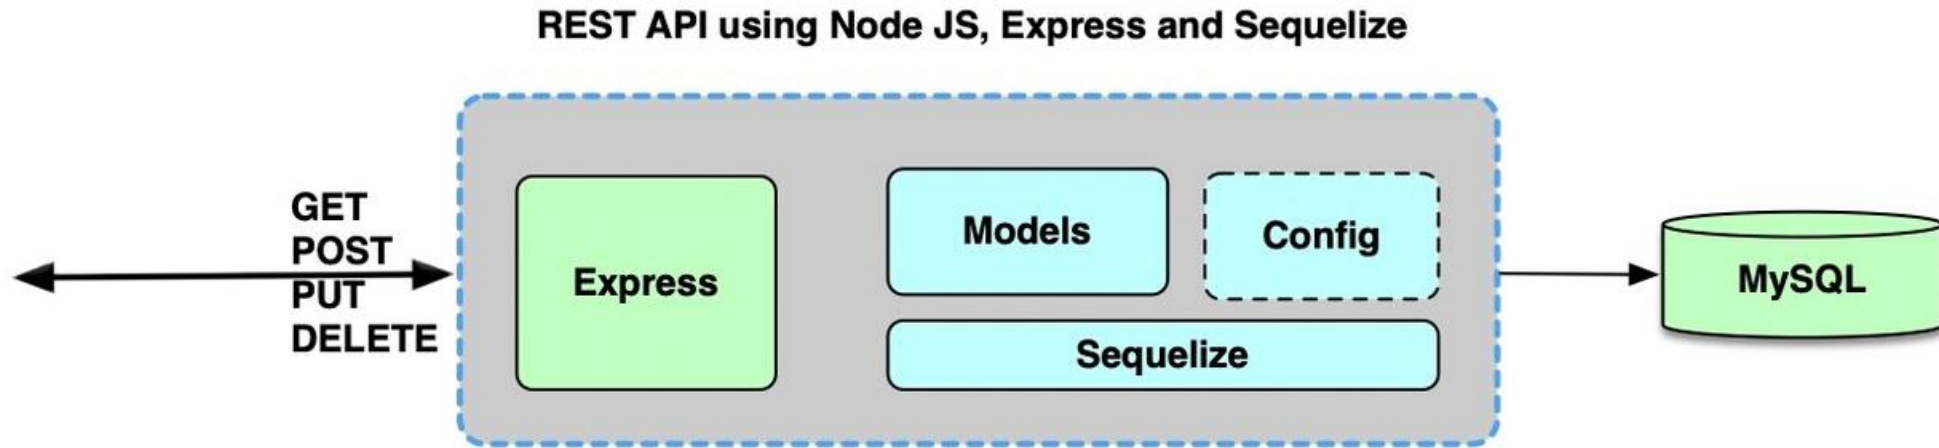 REST API using Node JS, Express and Sequelize
GET
POST
PUT
DELETE
Express
Models
Config
Sequelize
MySQL